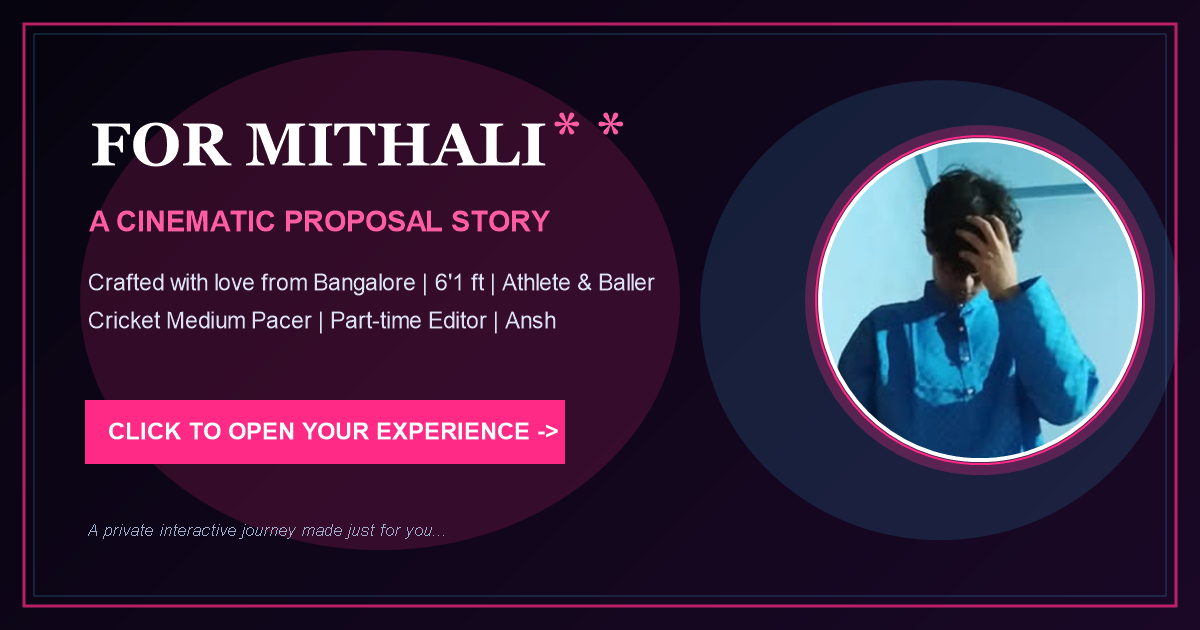 FOR MITHALI* *
A CINEMATIC PROPOSAL STORY
Crafted with love from Bangalore | 6'1 ft | Athlete & Baller
Cricket Medium Pacer | Part-time Editor | Ansh
CLICK TO OPEN YOUR EXPERIENCE ->
A private interactive journey made just for you...